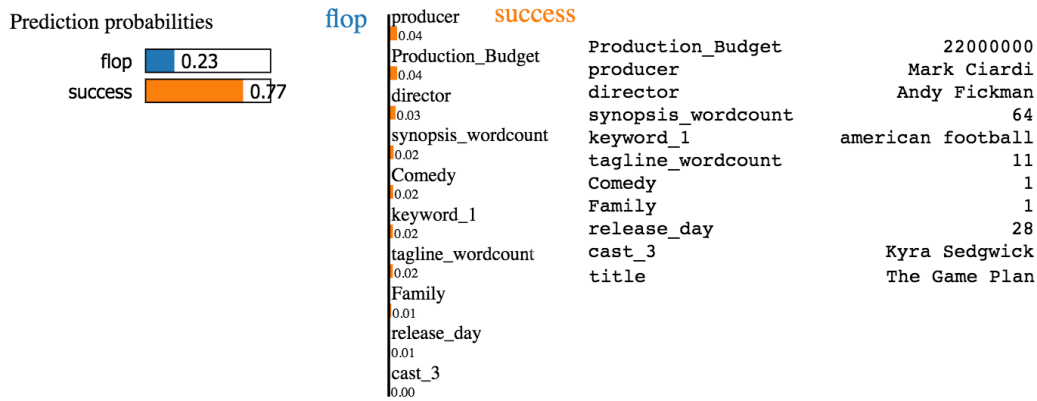 Prediction probabilities
flop 0.23
success 0.77
flop success
producer
0.04
Production_Budget
0.04
director
0.03
synopsis_wordcount
0.02
Comedy
0.02
keyword_1
0.02
tagline_wordcount
0.02
Family
0.01
release_day
0.01
cast_3
0.00
Production_Budget 22000000
producer Mark Ciardi
director Andy Fickman
synopsis_wordcount 64
keyword_1 american football
tagline_wordcount 11
Comedy 1
Family 1
release_day 28
cast_3 Kyra Sedgwick
title The Game Plan